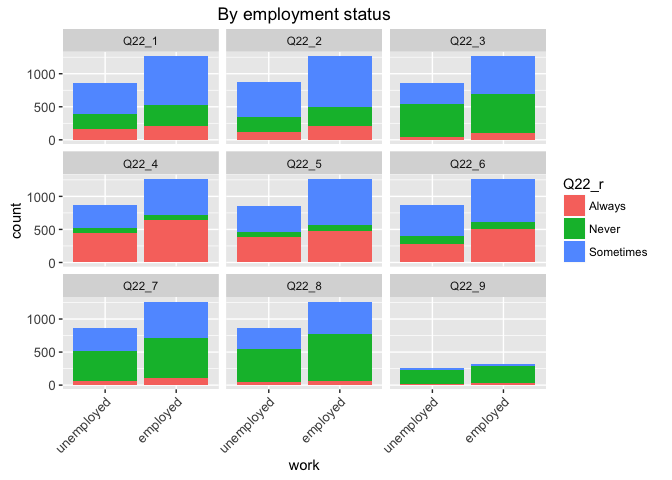 By employment status
Q22_1 Q22_2 Q22_3
1000
500
0
Q22_4 Q22_5 Q22_6
1000
500
0
Q22_7 Q22_8 Q22_9
1000
500
0
unemployed employed unemployed employed unemployed employed
work
count
Q22_r
Always
Never
Sometimes